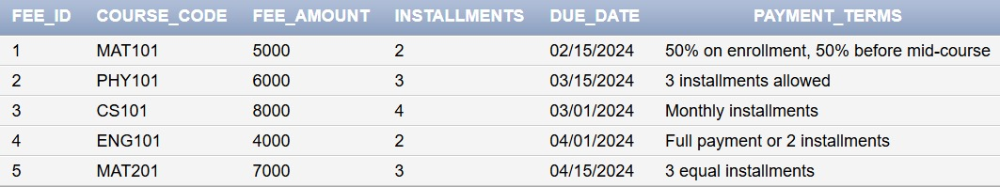 FEE_ID COURSE_CODE FEE_AMOUNT INSTALLMENTS DUE_DATE PAYMENT_TERMS
1 MAT101 5000 2 02/15/2024 50% on enrollment, 50% before mid-course
2 PHY101 6000 3 03/15/2024 3 installments allowed
3 CS101 8000 4 03/01/2024 Monthly installments
4 ENG101 4000 2 04/01/2024 Full payment or 2 installments
5 MAT201 7000 3 04/15/2024 3 equal installments